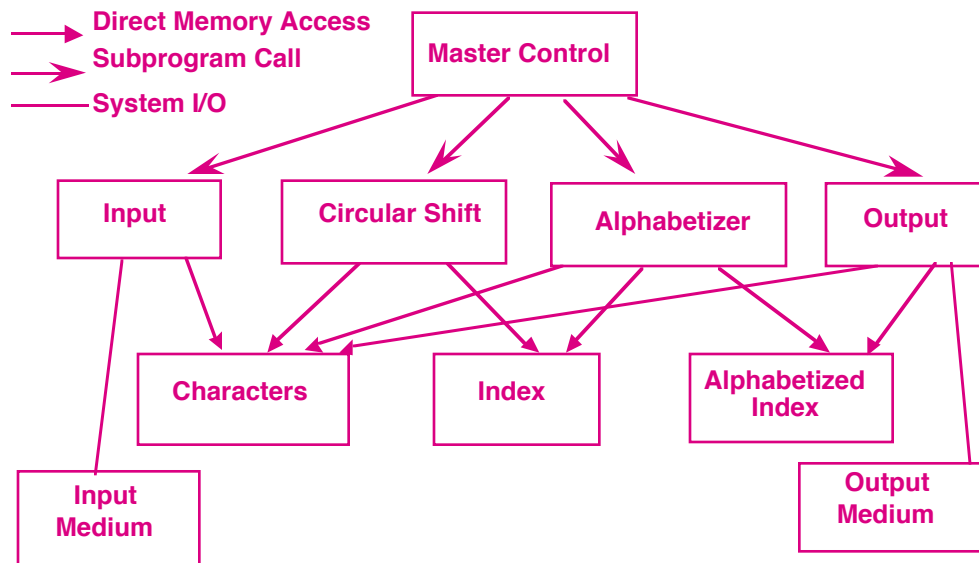 Direct Memory Access
Subprogram Call
System I/O
Master Control
Input
Circular Shift
Alphabetizer
Output
Characters
Index
Alphabetized
Index
Input
Medium
Output
Medium